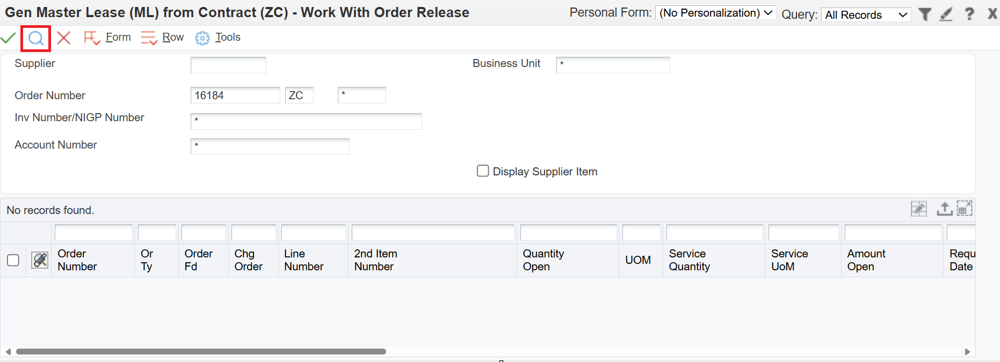 Gen Master Lease (ML) from Contract (ZC) - Work With Order Release
Personal Form: (No Personalization) Query: All Records ? X
Form Row Tools
Supplier
Business Unit *
Order Number 16184 ZC *
Inv Number/NIGP Number *
Account Number *
Display Supplier Item
No records found.
Order Number
Or Ty
Order Fd
Chg Order
Line Number
2nd Item Number
Quantity Open
UOM
Service Quantity
Service UoM
Amount Open
Requ Date